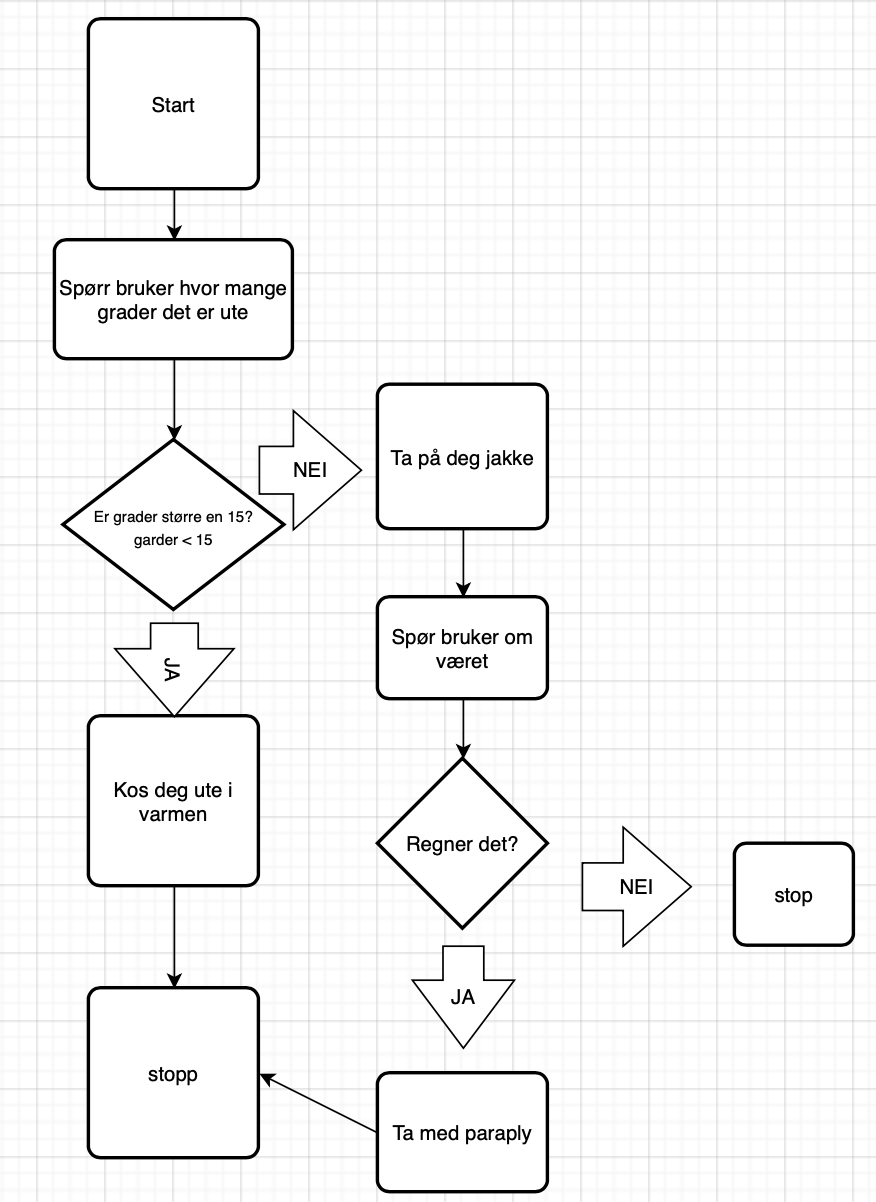 Start
Spørr bruker hvor mange
grader det er ute
Er grader større en 15?
garder < 15
NEI
Ta på deg jakke
Spør bruker om
været
JA
Kos deg ute i
varmen
Regner det?
NEI
stop
JA
stopp
Ta med paraply